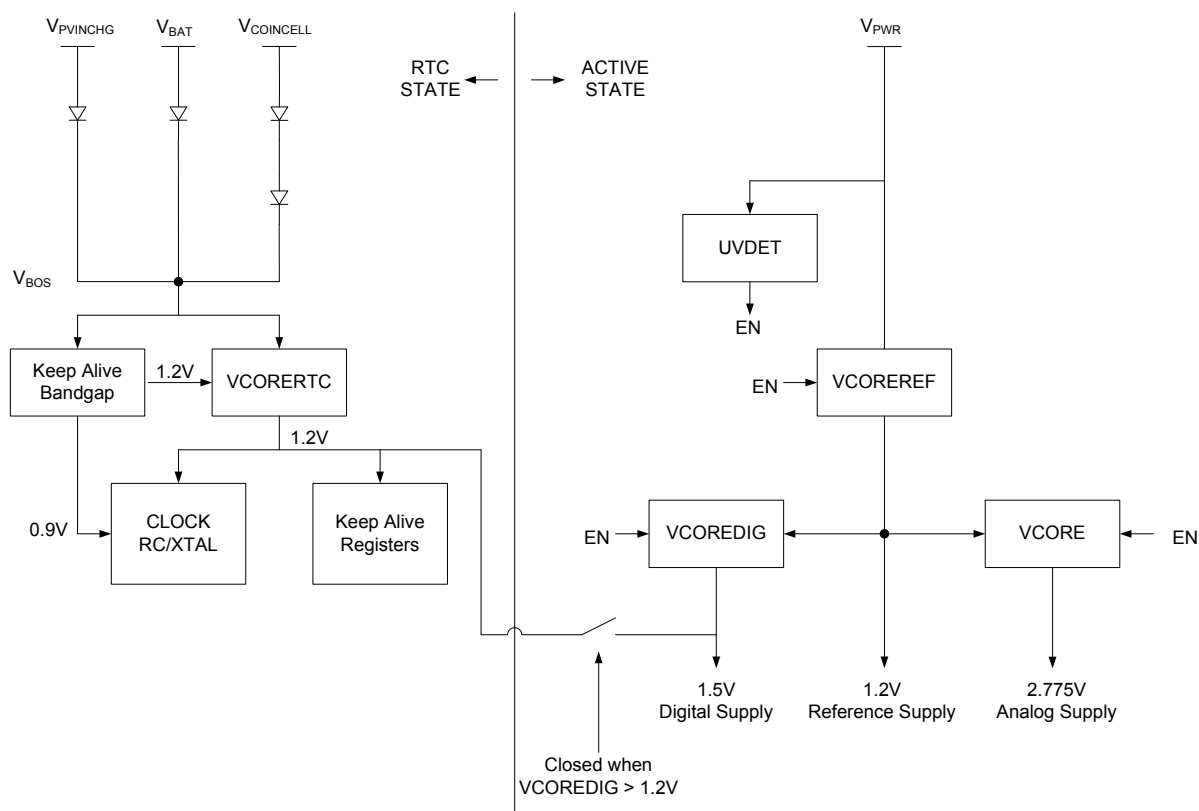 VPVINCHG
VBAT
VCOINCELL
VPWR
RTC
STATE
ACTIVE
STATE
UVDET
VBOS
EN
Keep Alive
Bandgap
1.2V
VCORERTC
EN
VCOREREF
1.2V
0.9V
CLOCK
RC/XTAL
Keep Alive
Registers
EN
VCOREDIG
VCORE
EN
1.5V
Digital Supply
1.2V
Reference Supply
2.775V
Analog Supply
Closed when
VCOREDIG > 1.2V